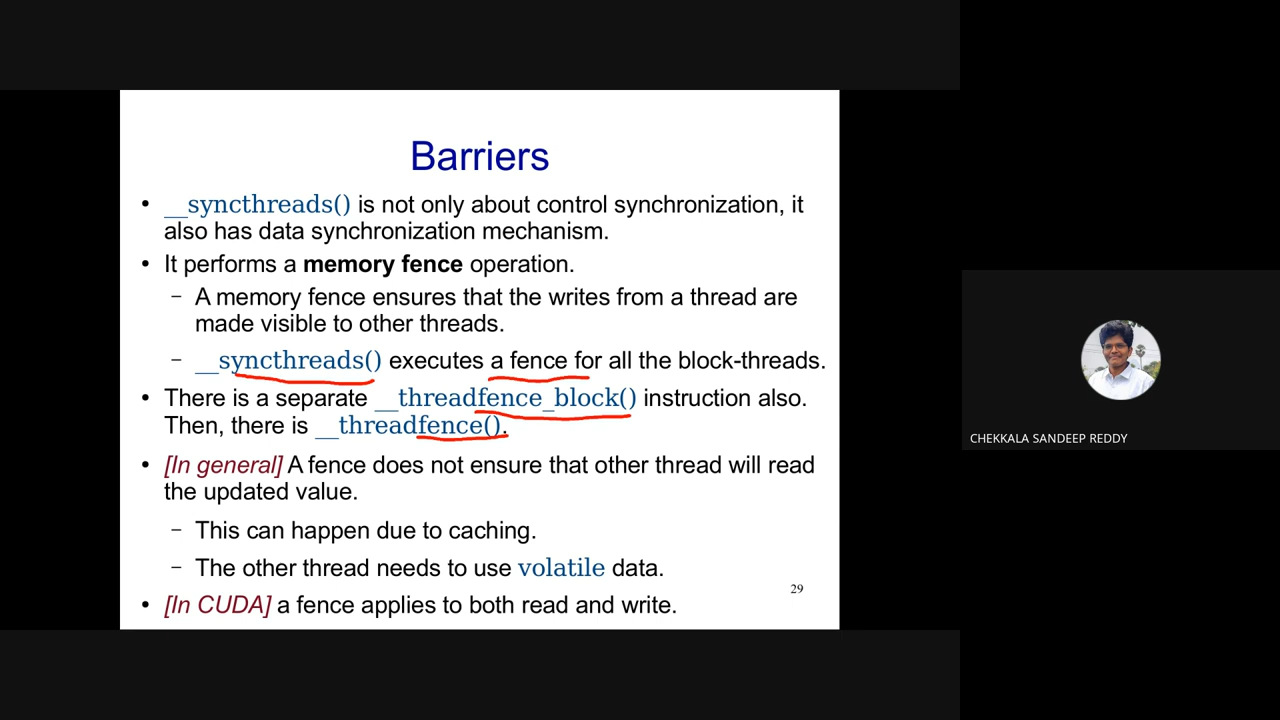 Barriers
• __syncthreads() is not only about control synchronization, it
also has data synchronization mechanism.
• It performs a memory fence operation.
– A memory fence ensures that the writes from a thread are
made visible to other threads.
– __syncthreads() executes a fence for all the block-threads.
• There is a separate __threadfence_block() instruction also.
Then, there is __threadfence().
• [In general] A fence does not ensure that other thread will read
the updated value.
– This can happen due to caching.
– The other thread needs to use volatile data.
• [In CUDA] a fence applies to both read and write.
29
CHEKKALA SANDEEP REDDY